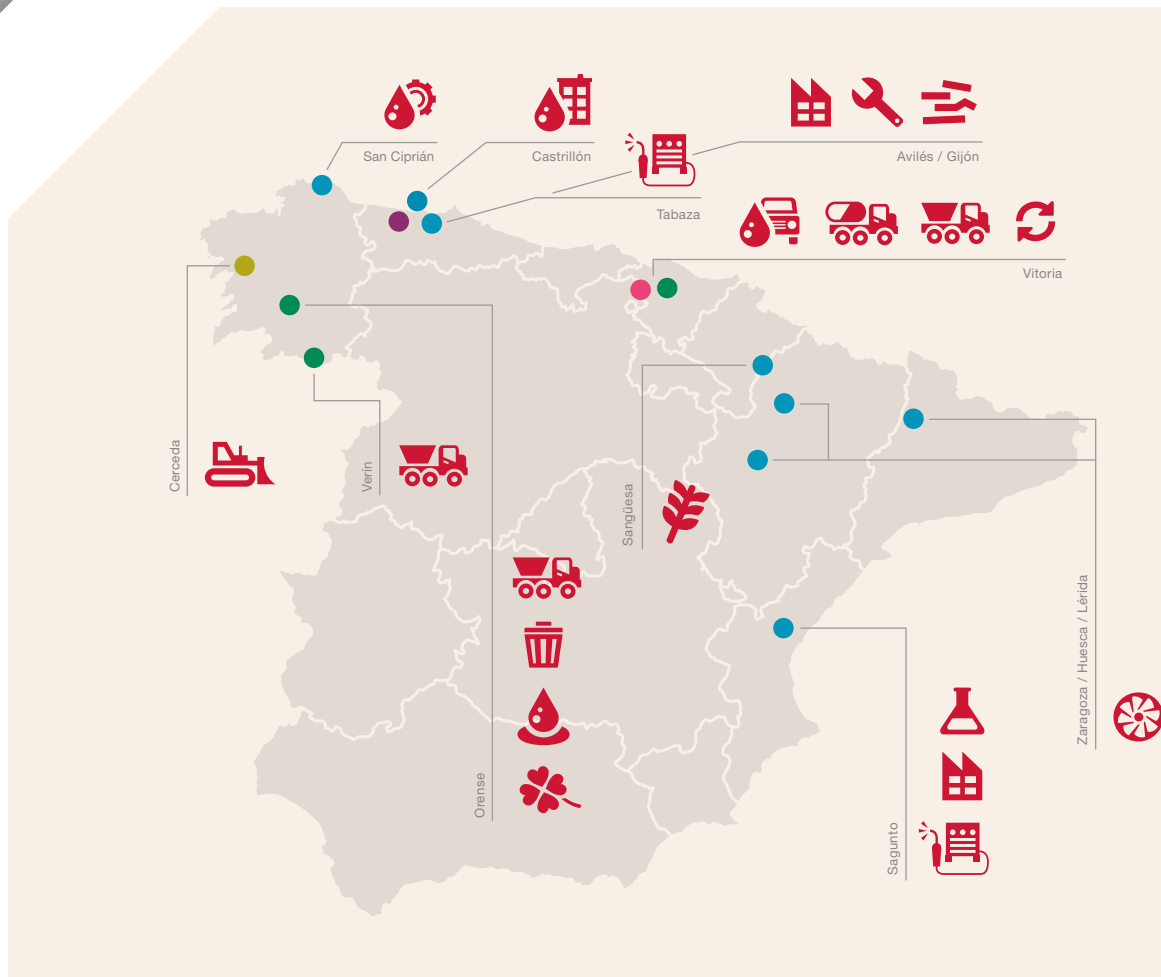 San Ciprián
Castrillón
Avilés / Gijón
Tabaza
Vitoria
Cerceda
Verín
Sangüesa
Orense
Zaragoza / Huesca / Lérida
Sagunto